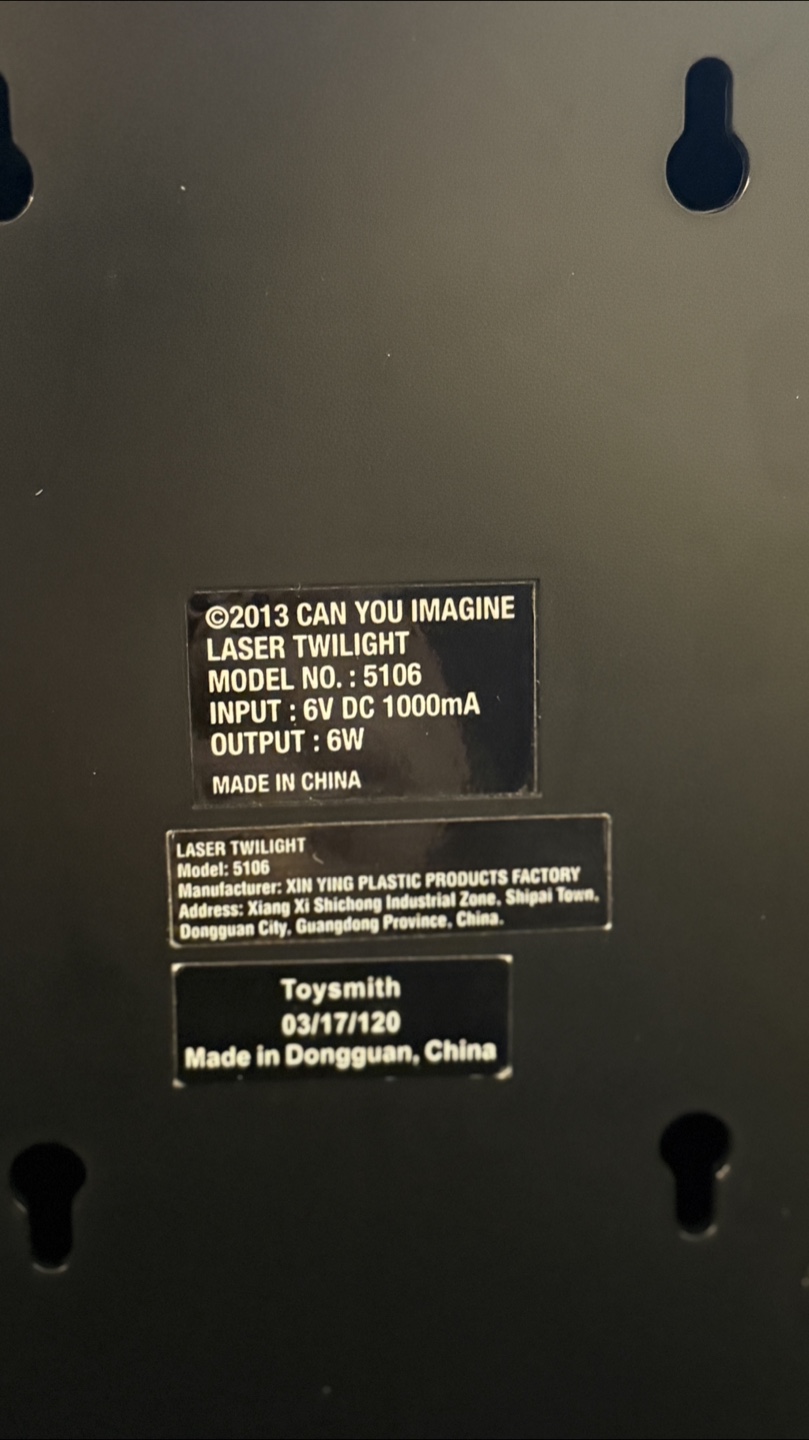 ©2013 CAN YOU IMAGINE
LASER TWILIGHT
MODEL NO. : 5106
INPUT : 6V DC 1000mA
OUTPUT : 6W
MADE IN CHINA
LASER TWILIGHT
Model: 5106
Manufacturer: XIN YING PLASTIC PRODUCTS FACTORY
Address: Xiang Xi Shichong Industrial Zone, Shipai Town,
Dongguan City, Guangdong Province, China.
Toysmith
03/17/120
Made in Dongguan, China